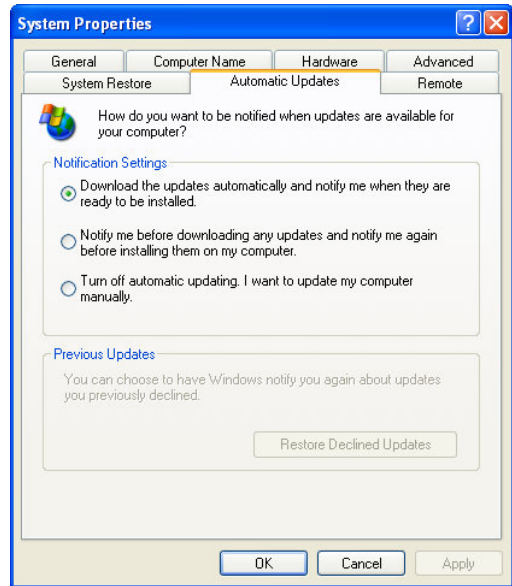 System Properties
General Computer Name Hardware Advanced
System Restore Automatic Updates Remote
How do you want to be notified when updates are available for
your computer?
Notification Settings
Download the updates automatically and notify me when they are
ready to be installed.
Notify me before downloading any updates and notify me again
before installing them on my computer.
Turn off automatic updating. I want to update my computer
manually.
Previous Updates
You can choose to have Windows notify you again about updates
you previously declined.
Restore Declined Updates
OK Cancel Apply